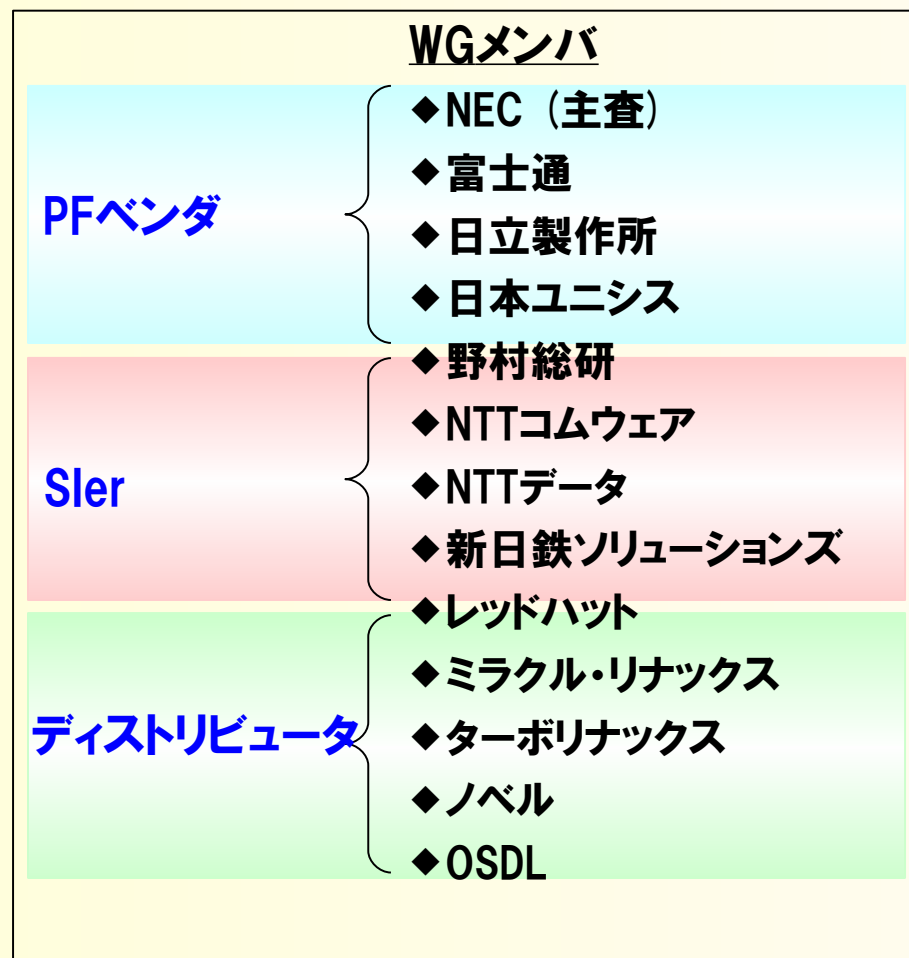 WGメンバ
PFベンダ
◆NEC (主査)
◆富士通
◆日立製作所
◆日本ユニシス
SIer
◆野村総研
◆NTTコムウェア
◆NTTデータ
◆新日鉄ソリューションズ
ディストリビュータ
◆レッドハット
◆ミラクル・リナックス
◆ターボリナックス
◆ノベル
◆OSDL